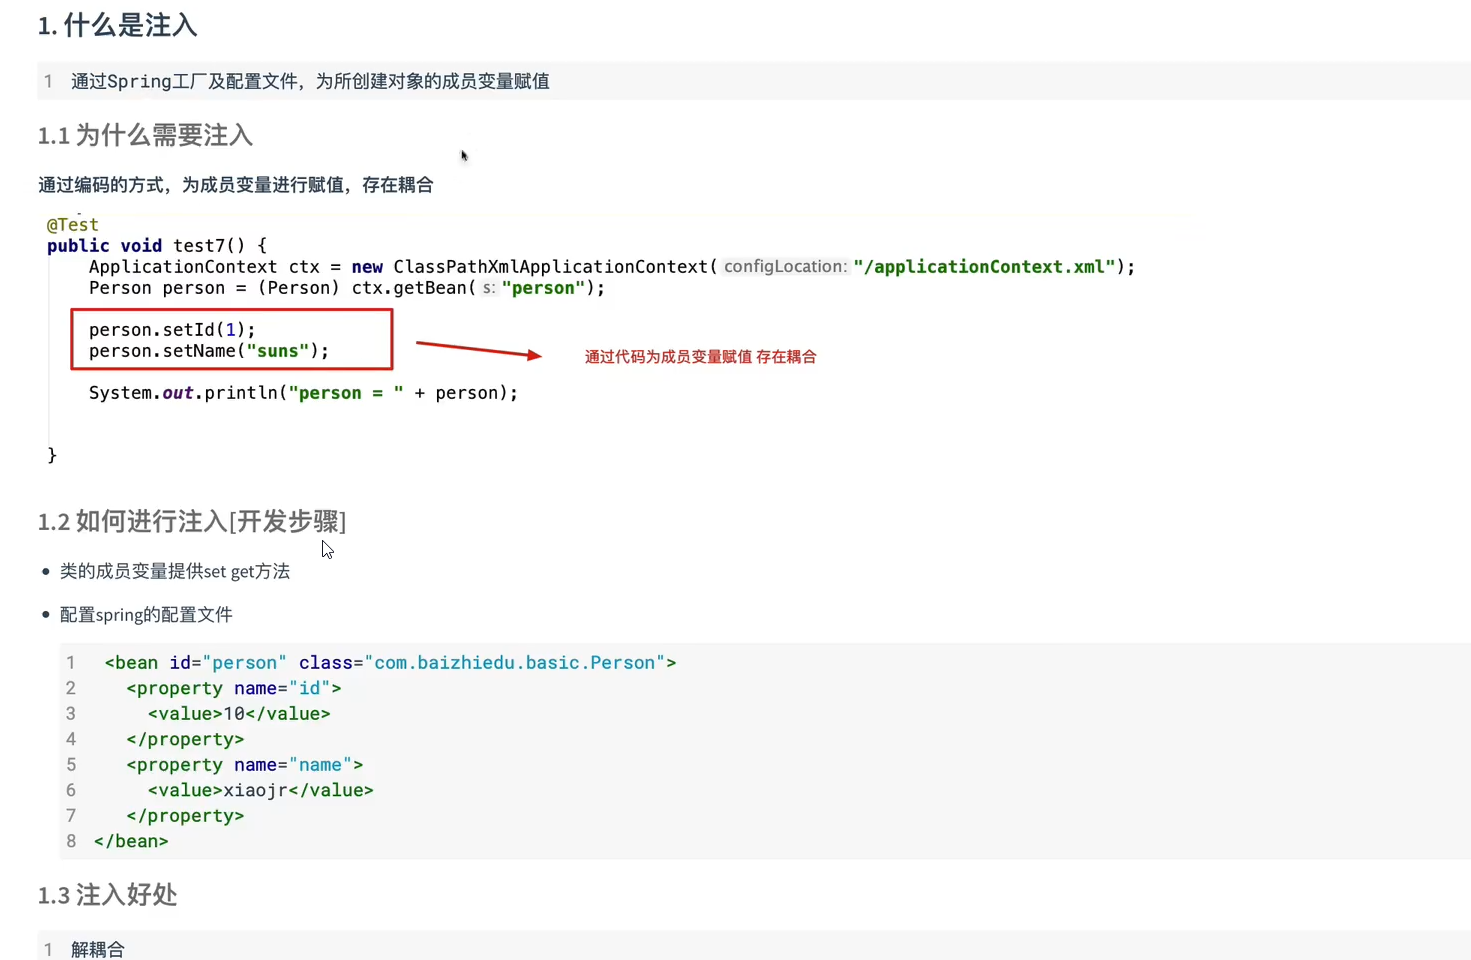 1. 什么是注入
1 通过Spring工厂及配置文件，为所创建对象的成员变量赋值
1.1 为什么需要注入
通过编码的方式，为成员变量进行赋值，存在耦合
@Test
public void test7() {
ApplicationContext ctx = new ClassPathXmlApplicationContext( configLocation: "/applicationContext.xml");
Person person = (Person) ctx.getBean( s: "person");
person.setId(1);
person.setName("suns");
通过代码为成员变量赋值 存在耦合
System.out.println("person = " + person);
}
1.2 如何进行注入[开发步骤]
类的成员变量提供set get方法
配置spring的配置文件
1 <bean id="person" class="com.baizhiedu.basic.Person">
2 <property name="id">
3 <value>10</value>
4 </property>
5 <property name="name">
6 <value>xiaojr</value>
7 </property>
8 </bean>
1.3 注入好处
1 解耦合